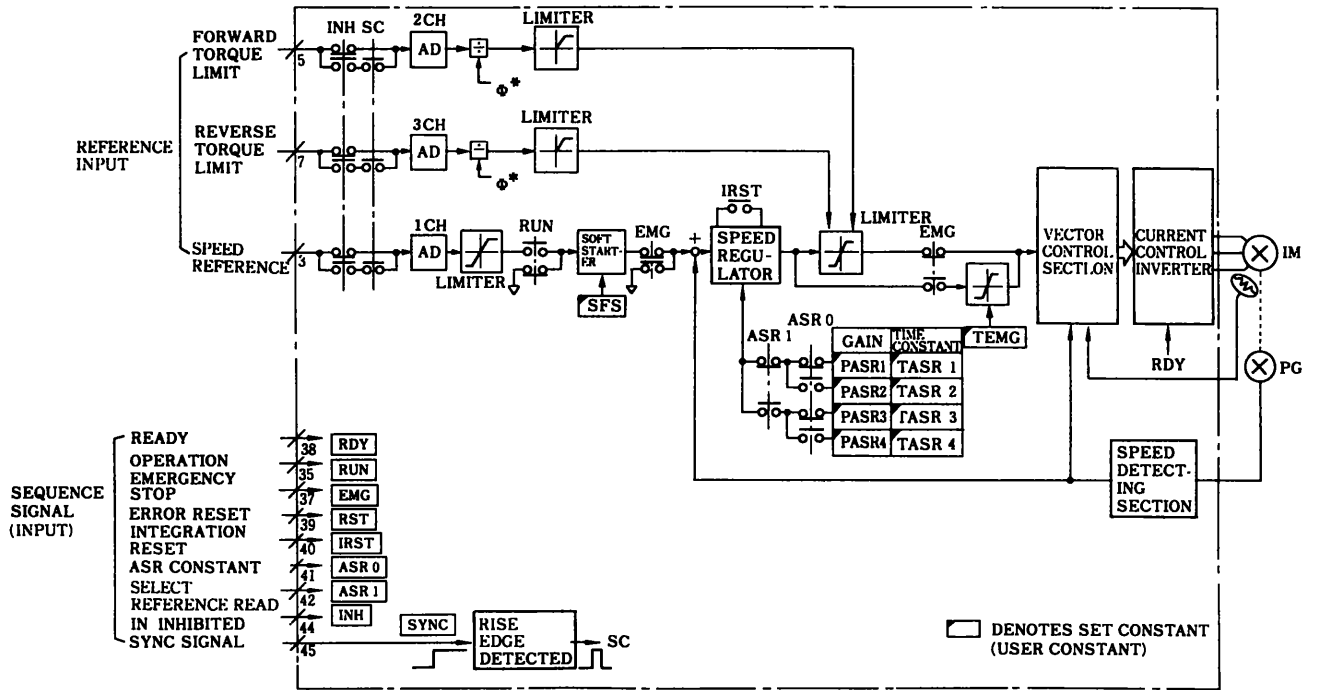 FORWARD
TORQUE
LIMIT
5
INH SC
2CH
AD
÷
Φ*
LIMITER
REFERENCE
INPUT
REVERSE
TORQUE
LIMIT
7
3CH
AD
÷
Φ*
LIMITER
SPEED
REFERENCE
3
1CH
AD
LIMITER
RUN
SOFT
START-
ER
SFS
EMG
+
-
IRST
SPEED
REGU-
LATOR
LIMITER
EMG
TEMG
VECTOR
CONTROL
SECTION
CURRENT
CONTROL
INVERTER
RDY
IM
PG
ASR 1
ASR 0
GAIN
TIME
CONSTANT
PASR1
TASR 1
PASR2
TASR 2
PASR3
TASR 3
PASR4
TASR 4
SPEED
DETECT-
ING
SECTION
SEQUENCE
SIGNAL
(INPUT)
READY
38
RDY
OPERATION
35
RUN
EMERGENCY
STOP
37
EMG
ERROR RESET
39
RST
INTEGRATION
RESET
40
IRST
ASR CONSTANT
41
ASR 0
SELECT
42
ASR 1
REFERENCE READ
IN INHIBITED
44
INH
SYNC SIGNAL
45
SYNC
RISE
EDGE
DETECTED
SC
DENOTES SET CONSTANT
(USER CONSTANT)